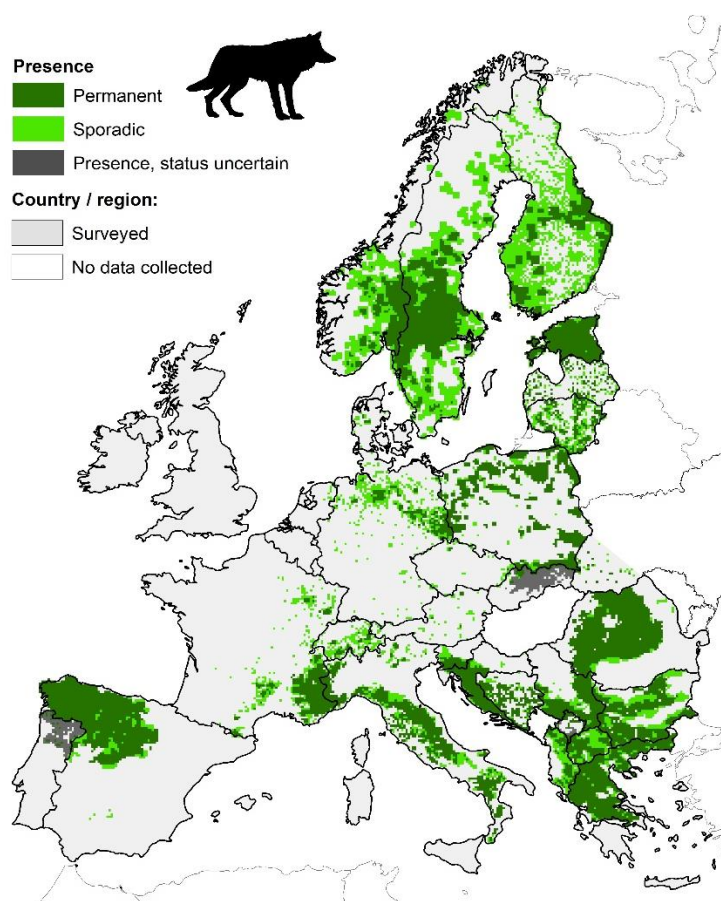 Presence
Permanent
Sporadic
Presence, status uncertain
Country / region:
Surveyed
No data collected